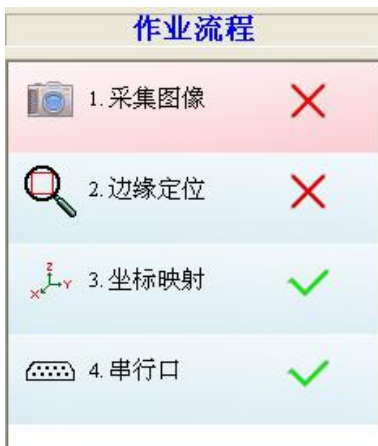 作业流程
1. 采集图像
2. 边缘定位
Z
X Y
3. 坐标映射
4. 串行口